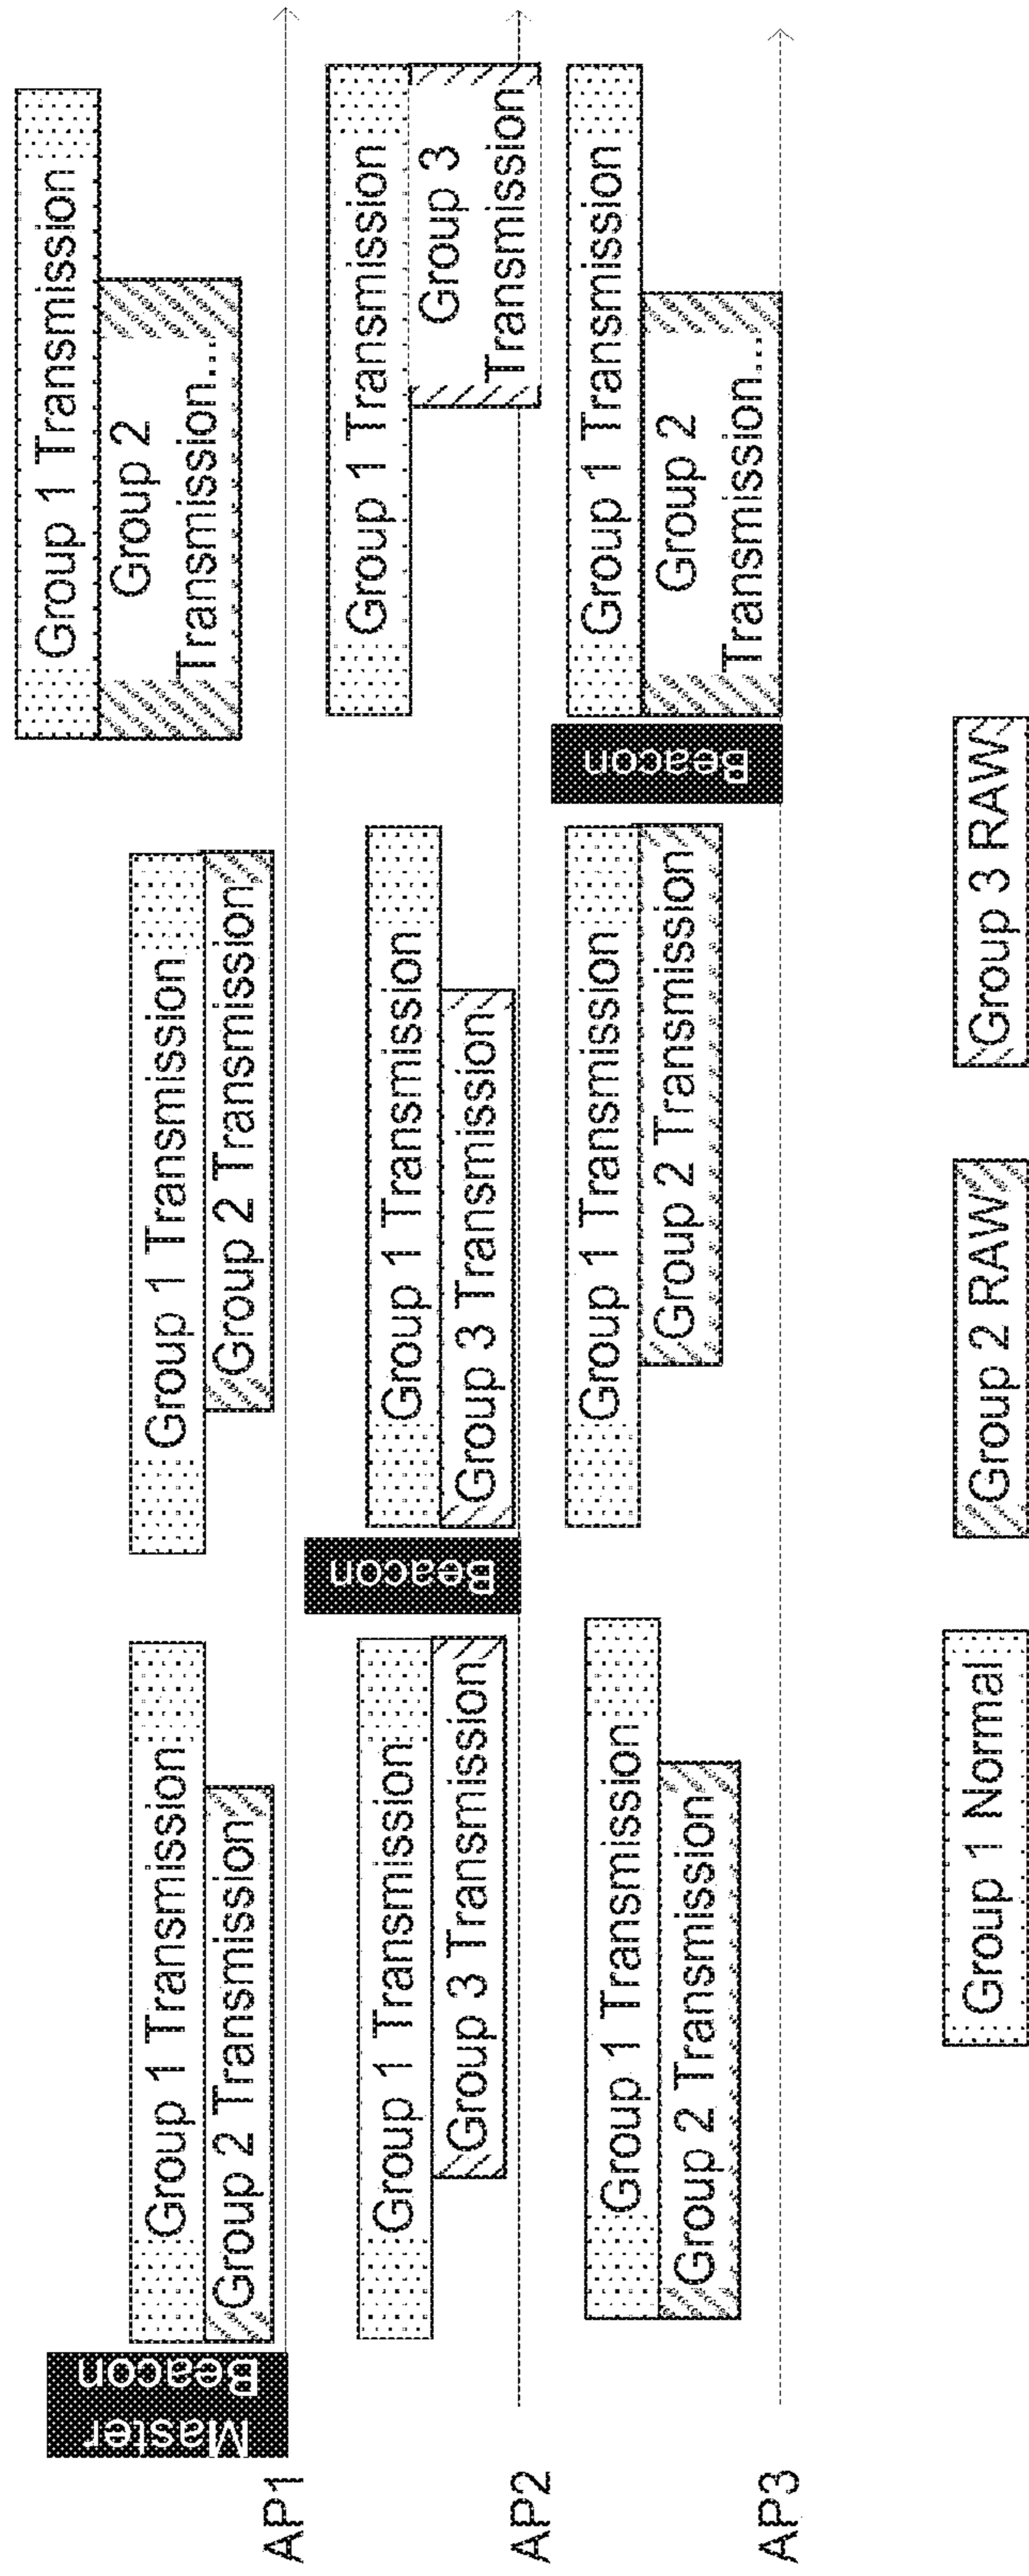 Master
Beacon
Group 1 Transmission
Group 2 Transmission
Group 1 Transmission
Group 2 Transmission
Group 1 Transmission
Group 2
Transmission...
AP1
Group 1 Transmission
Group 3 Transmission
Beacon
Group 1 Transmission
Group 3 Transmission
Group 1 Transmission
Group 3
Transmission
AP2
Group 1 Transmission
Group 2 Transmission
Group 1 Transmission
Group 2 Transmission
Beacon
Group 1 Transmission
Group 2
Transmission...
AP3
Group 1 Normal
Group 2 RAW
Group 3 RAW